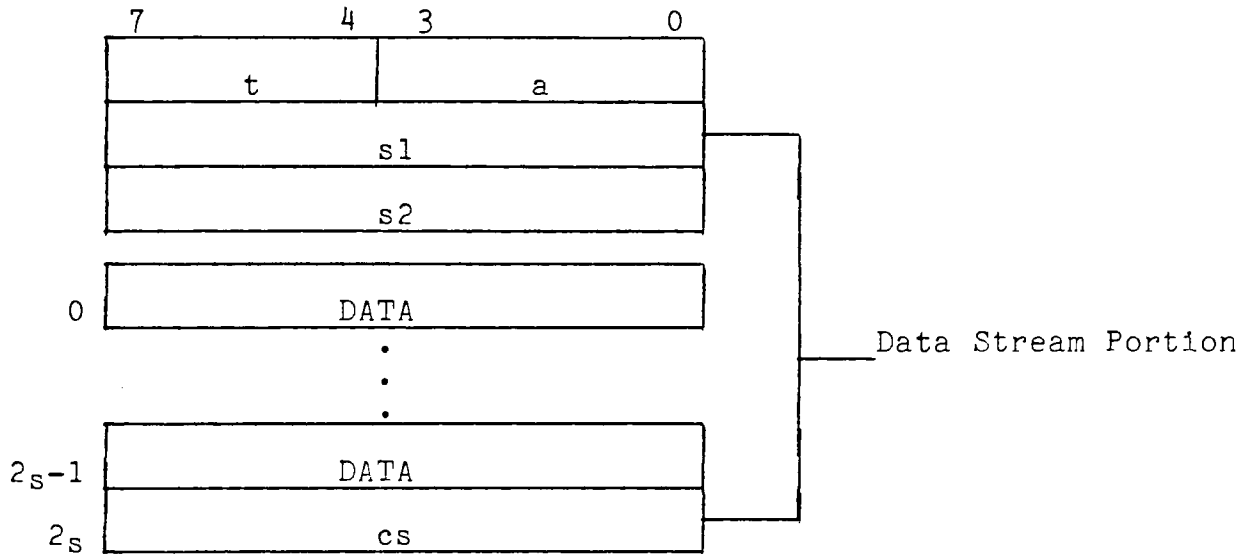 7 4 3 0
t a
s1
s2
0 DATA
Data Stream Portion
2s-1 DATA
2s cs